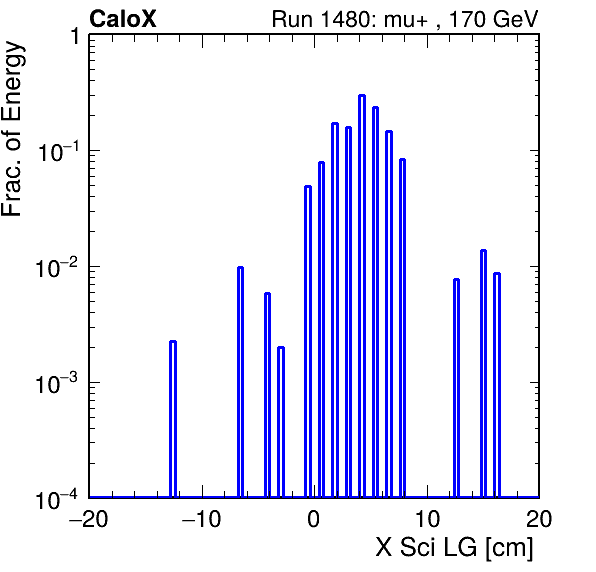 CaloX Run 1480: mu+ , 170 GeV
Frac. of Energy
1
10⁻¹
10⁻²
10⁻³
10⁻⁴
−20 −10 0 10 20
X Sci LG [cm]